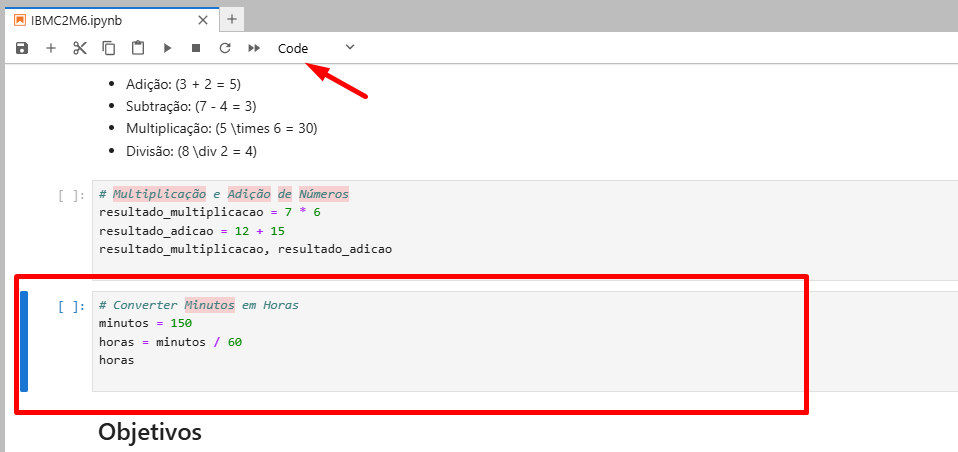 IBMC2M6.ipynb
Code
Adição: (3 + 2 = 5)
Subtração: (7 - 4 = 3)
Multiplicação: (5 \times 6 = 30)
Divisão: (8 \div 2 = 4)
[ ]:
# Multiplicação e Adição de Números
resultado_multiplicacao = 7 * 6
resultado_adicao = 12 + 15
resultado_multiplicacao, resultado_adicao
[ ]:
# Converter Minutos em Horas
minutos = 150
horas = minutos / 60
horas
Objetivos